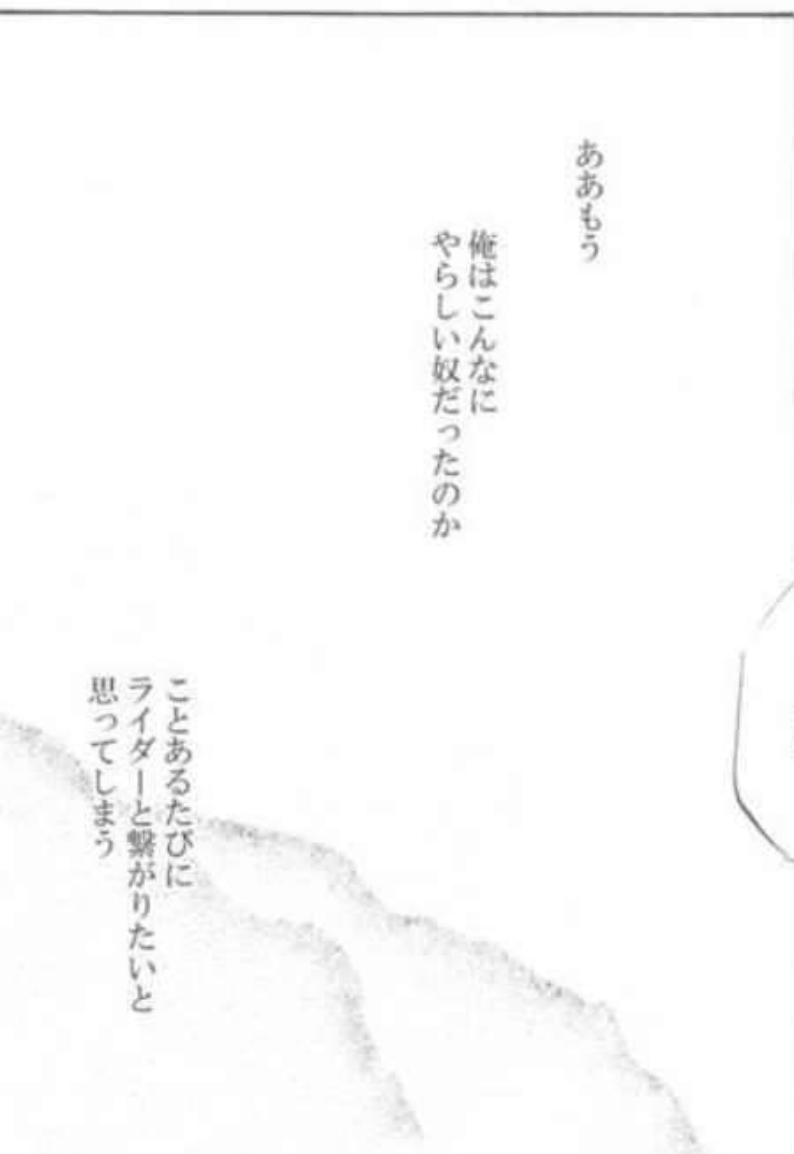 ああもう
俺はこんなに
やらしい奴だったのか
ことあるたびに
ライダーと繋がりたいと
思ってしまう